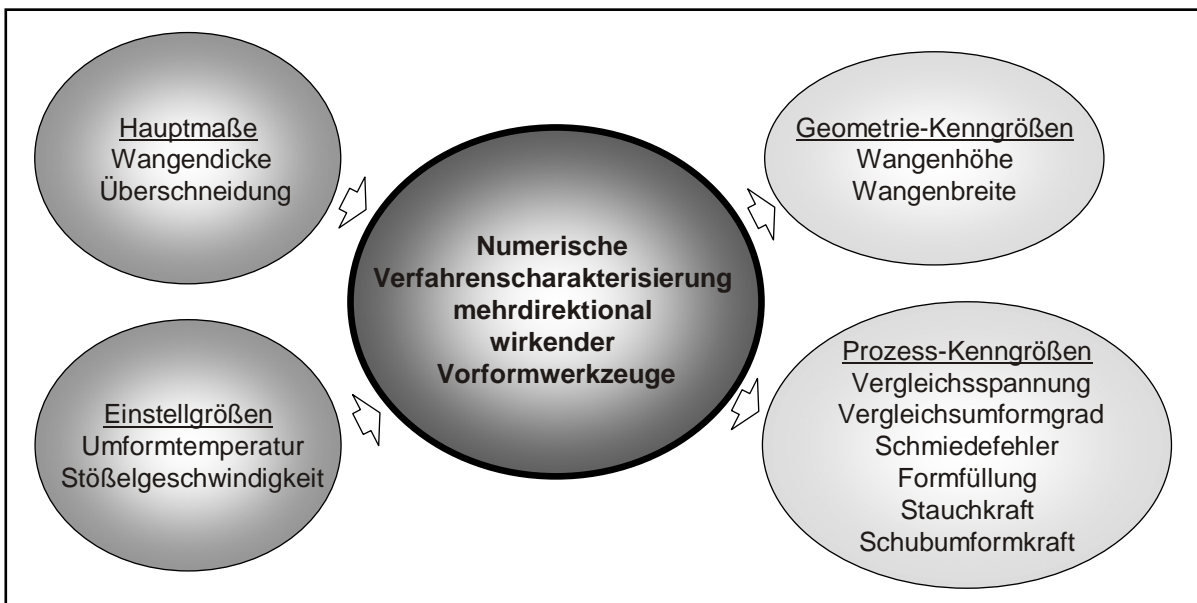 Hauptmaße
Wangendicke
Überschneidung
Einstellgrößen
Umformtemperatur
Stößelgeschwindigkeit
Numerische
Verfahrenscharakterisierung
mehrdirektional
wirkender
Vorformwerkzeuge
Geometrie-Kenngrößen
Wangenhöhe
Wangenbreite
Prozess-Kenngrößen
Vergleichsspannung
Vergleichsumformgrad
Schmiedefehler
Formfüllung
Stauchkraft
Schubumformkraft